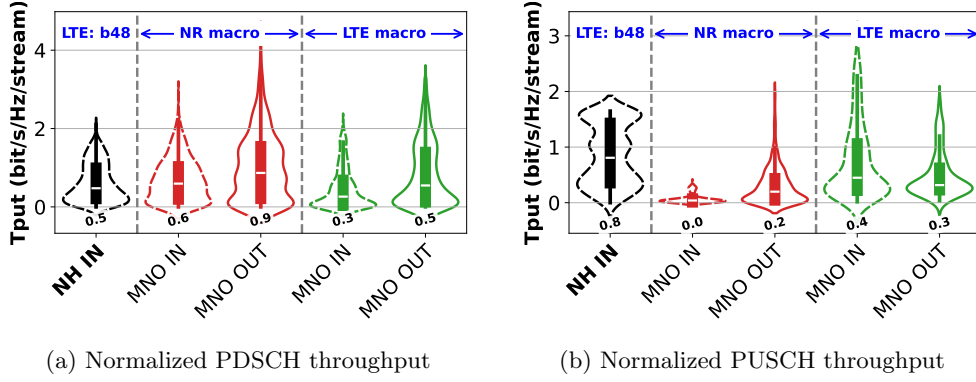 LTE: b48 NR macro LTE macro
Tput (bit/s/Hz/stream)
4
2
0
0.5 0.6 0.9 0.3 0.5
NH IN MNO IN MNO OUT MNO IN MNO OUT
(a) Normalized PDSCH throughput
LTE: b48 NR macro LTE macro
Tput (bit/s/Hz/stream)
3
2
1
0
0.8 0.0 0.2 0.4 0.3
NH IN MNO IN MNO OUT MNO IN MNO OUT
(b) Normalized PUSCH throughput